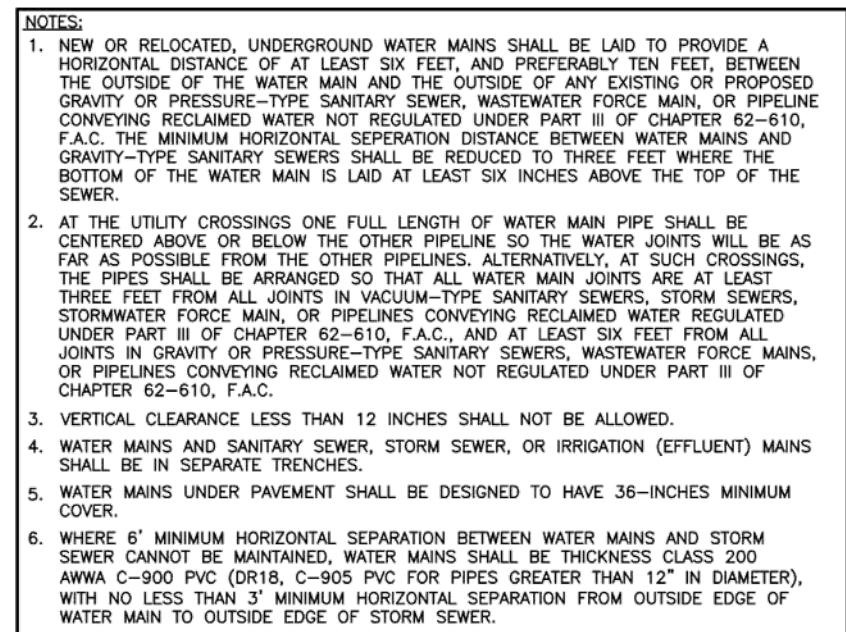 NOTES:
1. NEW OR RELOCATED, UNDERGROUND WATER MAINS SHALL BE LAID TO PROVIDE A
HORIZONTAL DISTANCE OF AT LEAST SIX FEET, AND PREFERABLY TEN FEET, BETWEEN
THE OUTSIDE OF THE WATER MAIN AND THE OUTSIDE OF ANY EXISTING OR PROPOSED
GRAVITY OR PRESSURE-TYPE SANITARY SEWER, WASTEWATER FORCE MAIN, OR PIPELINE
CONVEYING RECLAIMED WATER NOT REGULATED UNDER PART III OF CHAPTER 62-610,
F.A.C. THE MINIMUM HORIZONTAL SEPERATION DISTANCE BETWEEN WATER MAINS AND
GRAVITY-TYPE SANITARY SEWERS SHALL BE REDUCED TO THREE FEET WHERE THE
BOTTOM OF THE WATER MAIN IS LAID AT LEAST SIX INCHES ABOVE THE TOP OF THE
SEWER.
2. AT THE UTILITY CROSSINGS ONE FULL LENGTH OF WATER MAIN PIPE SHALL BE
CENTERED ABOVE OR BELOW THE OTHER PIPELINE SO THE WATER JOINTS WILL BE AS
FAR AS POSSIBLE FROM THE OTHER PIPELINES. ALTERNATIVELY, AT SUCH CROSSINGS,
THE PIPES SHALL BE ARRANGED SO THAT ALL WATER MAIN JOINTS ARE AT LEAST
THREE FEET FROM ALL JOINTS IN VACUUM-TYPE SANITARY SEWERS, STORM SEWERS,
STORMWATER FORCE MAIN, OR PIPELINES CONVEYING RECLAIMED WATER REGULATED
UNDER PART III OF CHAPTER 62-610, F.A.C., AND AT LEAST SIX FEET FROM ALL
JOINTS IN GRAVITY OR PRESSURE-TYPE SANITARY SEWERS, WASTEWATER FORCE MAINS,
OR PIPELINES CONVEYING RECLAIMED WATER NOT REGULATED UNDER PART III OF
CHAPTER 62-610, F.A.C.
3. VERTICAL CLEARANCE LESS THAN 12 INCHES SHALL NOT BE ALLOWED.
4. WATER MAINS AND SANITARY SEWER, STORM SEWER, OR IRRIGATION (EFFLUENT) MAINS
SHALL BE IN SEPARATE TRENCHES.
5. WATER MAINS UNDER PAVEMENT SHALL BE DESIGNED TO HAVE 36-INCHES MINIMUM
COVER.
6. WHERE 6' MINIMUM HORIZONTAL SEPARATION BETWEEN WATER MAINS AND STORM
SEWER CANNOT BE MAINTAINED, WATER MAINS SHALL BE THICKNESS CLASS 200
AWWA C-900 PVC (DR18, C-905 PVC FOR PIPES GREATER THAN 12" IN DIAMETER),
WITH NO LESS THAN 3' MINIMUM HORIZONTAL SEPARATION FROM OUTSIDE EDGE OF
WATER MAIN TO OUTSIDE EDGE OF STORM SEWER.